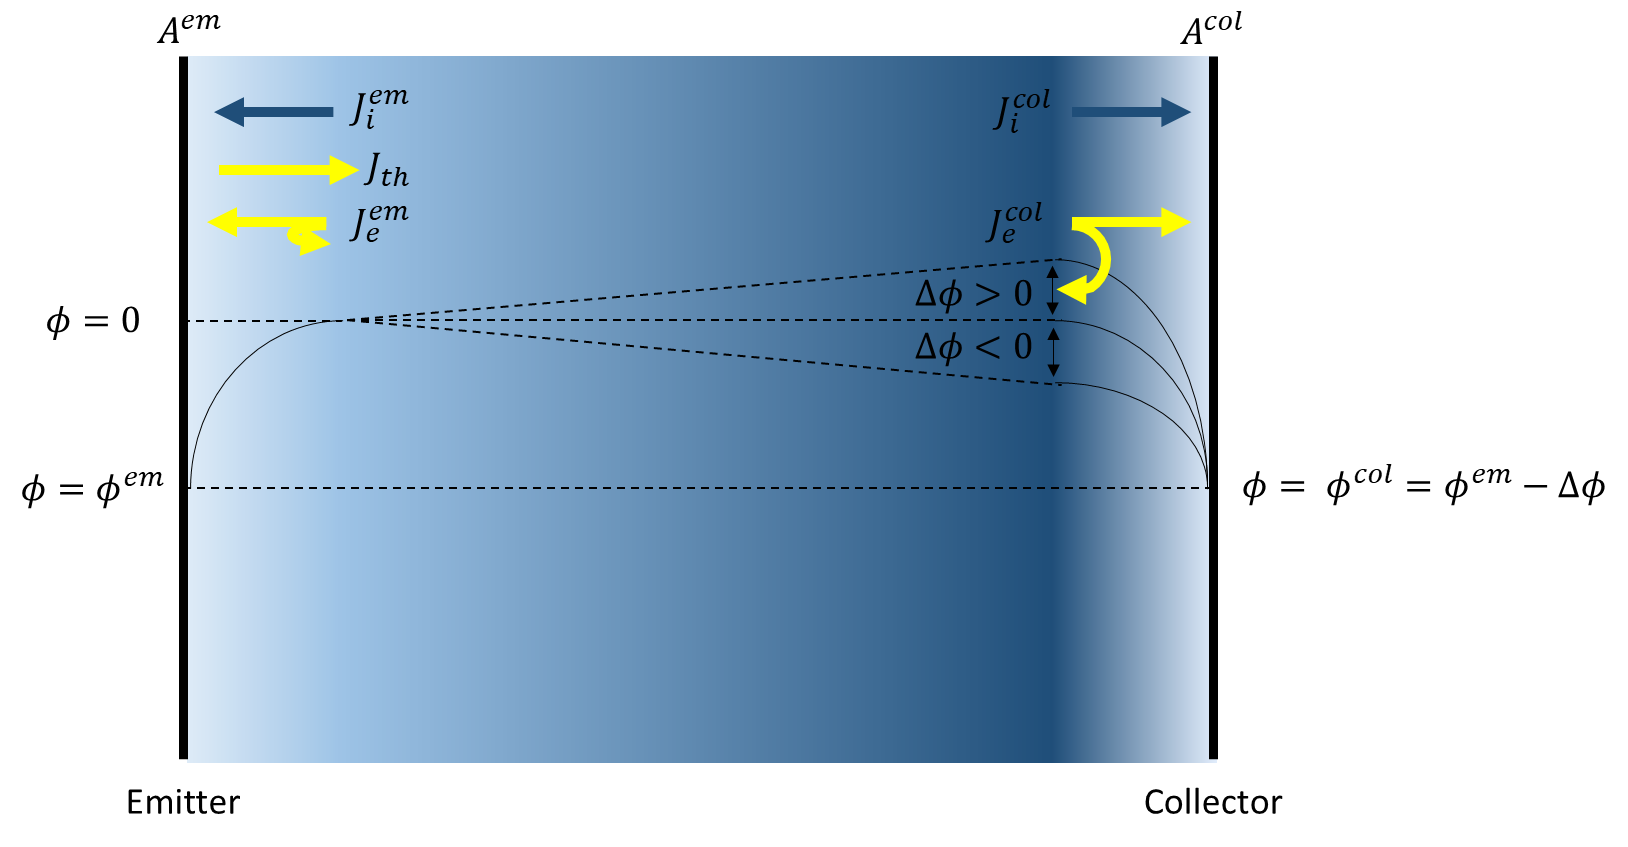 A^{em}
A^{col}
J_i^{em}
J_i^{col}
J_{th}
J_e^{em}
J_e^{col}
Δϕ > 0
ϕ = 0
Δϕ < 0
ϕ = ϕ^{em}
ϕ = ϕ^{col} = ϕ^{em} − Δϕ
Emitter
Collector